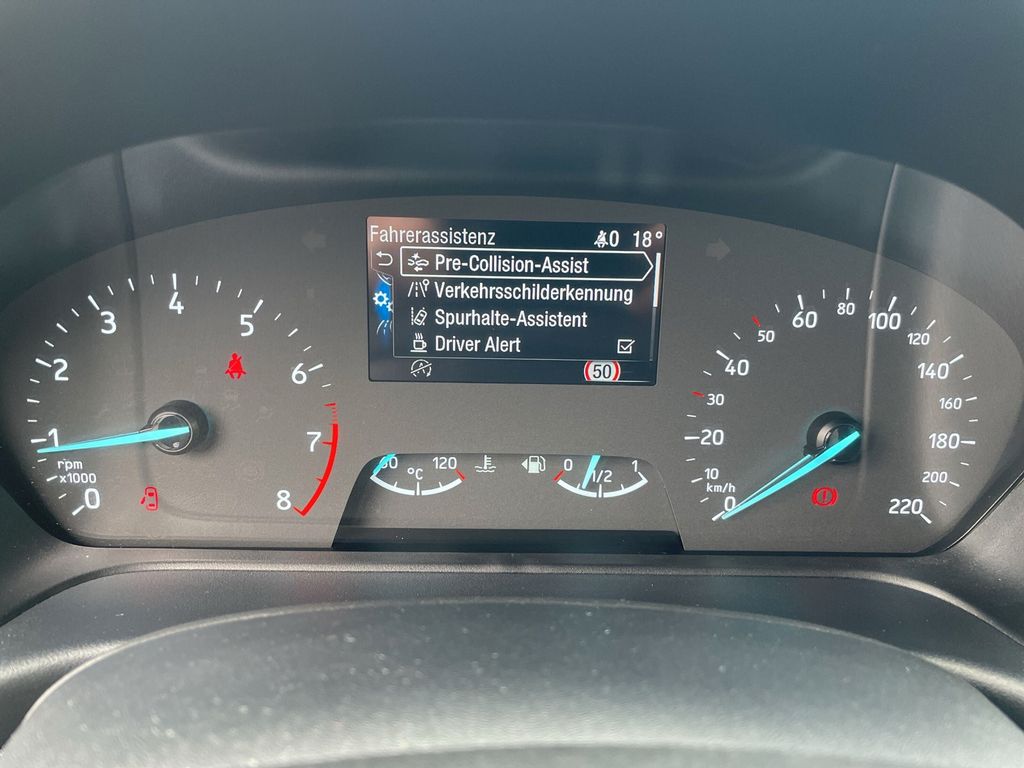 Fahrerassistenz 0 18°
Pre-Collision-Assist
Verkehrsschilderkennung
Spurhalte-Assistent
Driver Alert
50
0
1
2
3
4
5
6
7
8
rpm
x1000
120
°C
0 1/2 1
0
10
20
30
40
50
60
80
100
120
140
160
180
200
220
km/h